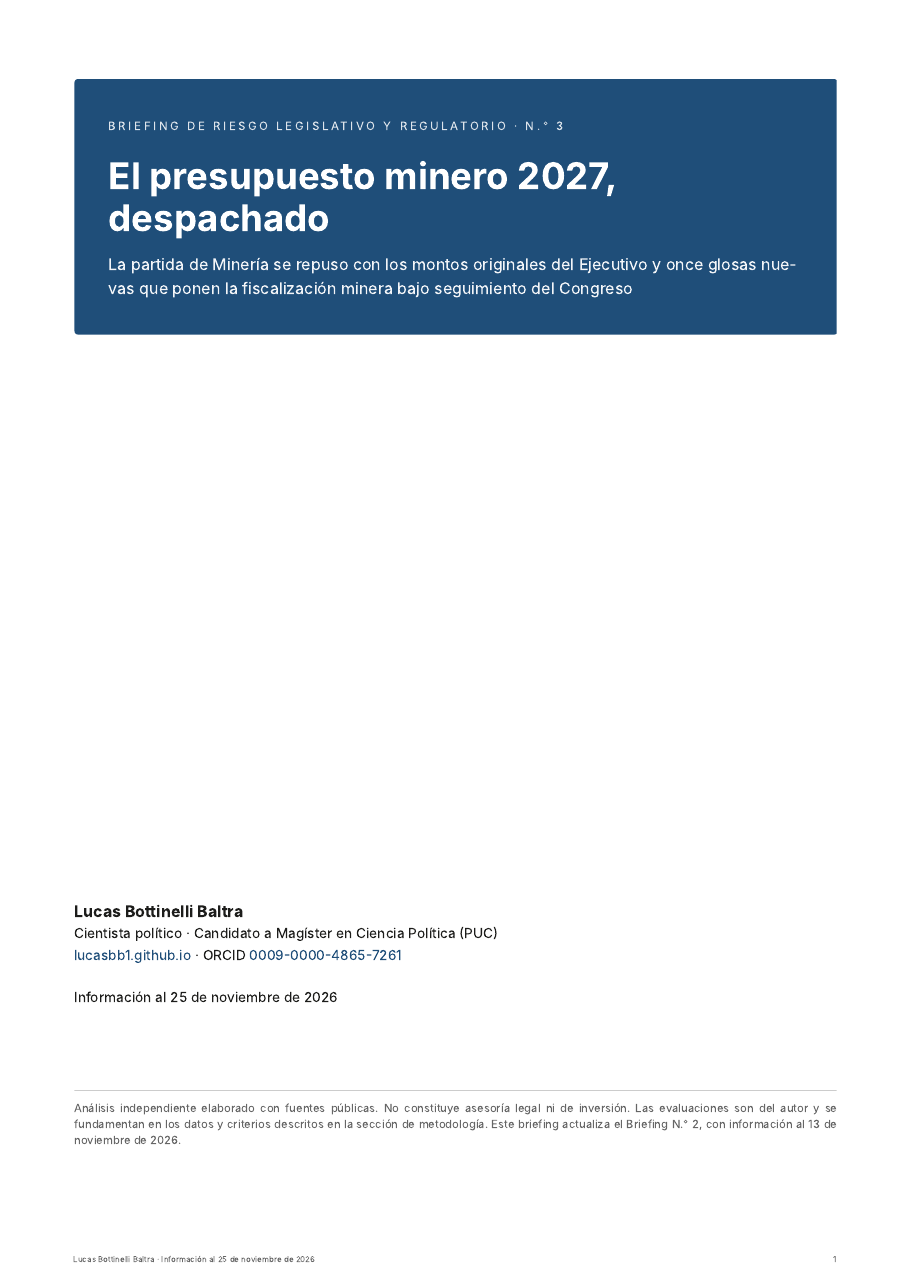 BRIEFING DE RIESGO LEGISLATIVO Y REGULATORIO · N.° 3
El presupuesto minero 2027,
despachado
La partida de Minería se repuso con los montos originales del Ejecutivo y once glosas nue-
vas que ponen la fiscalización minera bajo seguimiento del Congreso
Lucas Bottinelli Baltra
Cientista político · Candidato a Magíster en Ciencia Política (PUC)
lucasbb1.github.io · ORCID 0009-0000-4865-7261
Información al 25 de noviembre de 2026
Análisis independiente elaborado con fuentes públicas. No constituye asesoría legal ni de inversión. Las evaluaciones son del autor y se
fundamentan en los datos y criterios descritos en la sección de metodología. Este briefing actualiza el Briefing N.° 2, con información al 13 de
noviembre de 2026.
Lucas Bottinelli Baltra · Información al 25 de noviembre de 2026 1